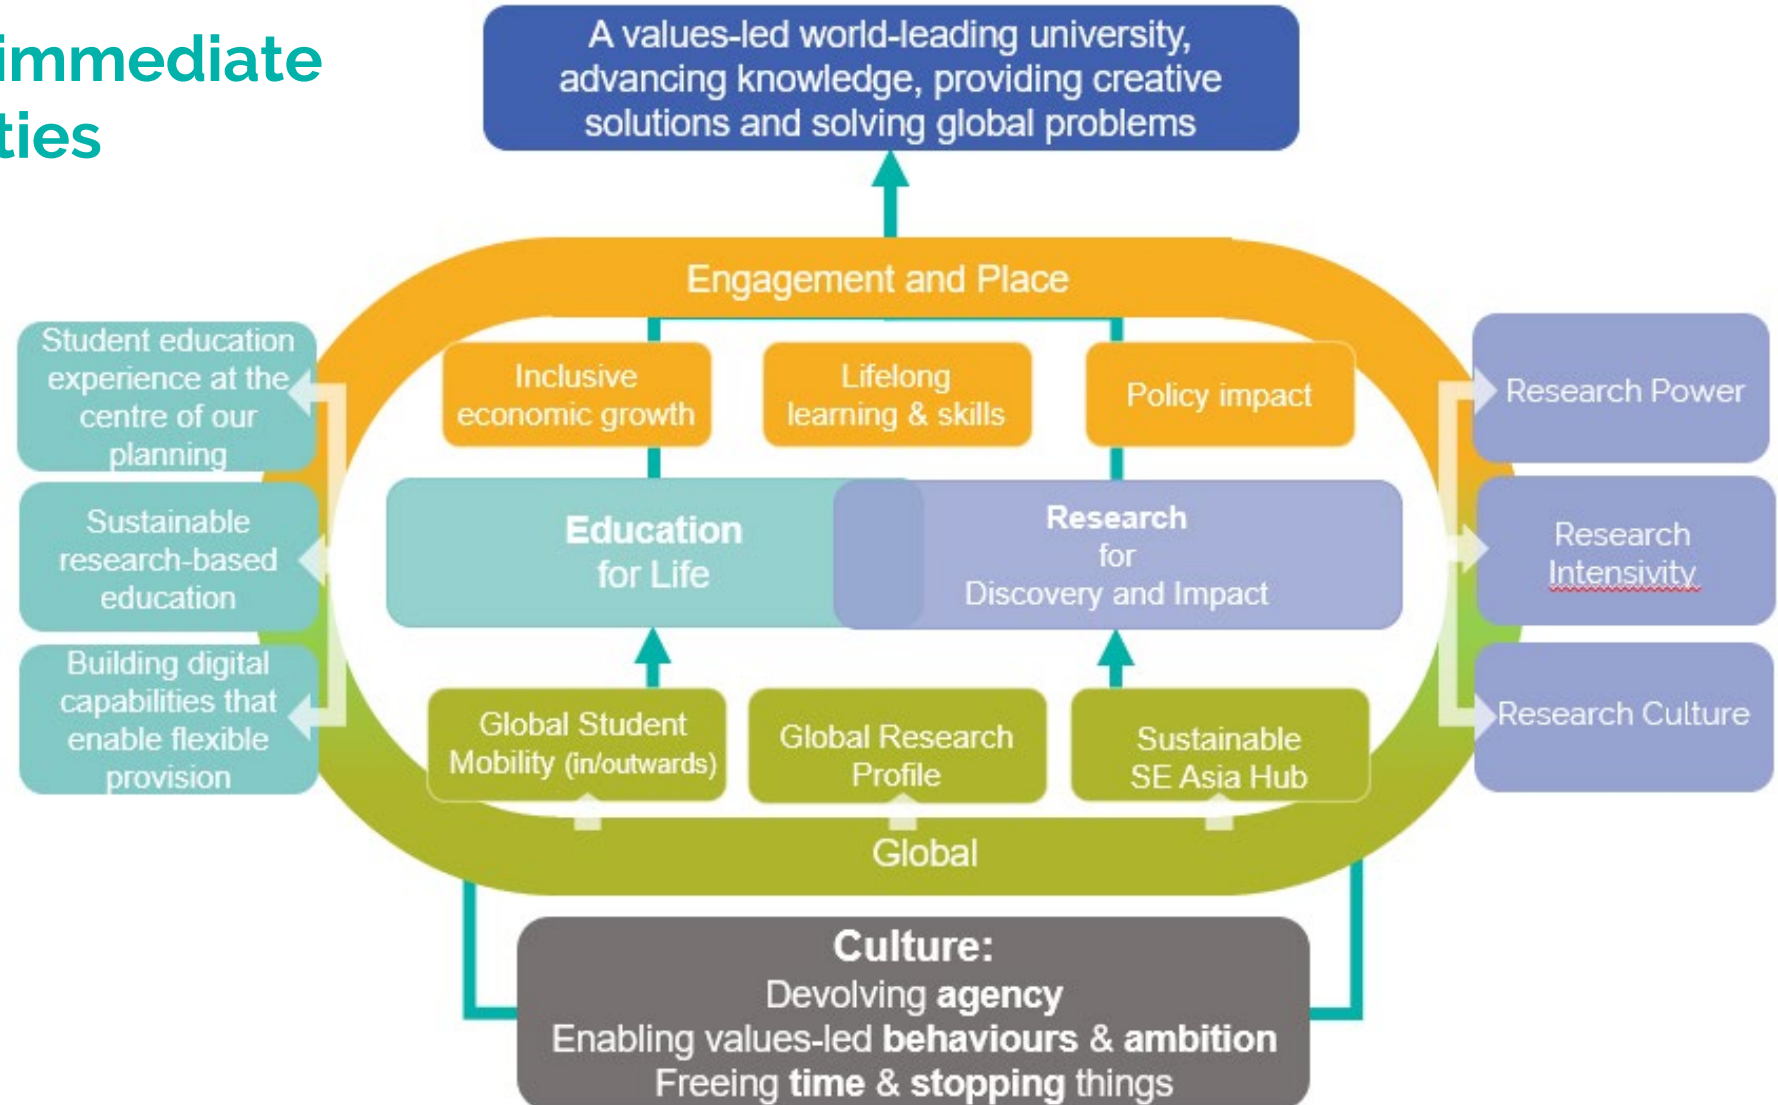 immediate
ties
A values-led world-leading university,
advancing knowledge, providing creative
solutions and solving global problems
Engagement and Place
Student education
experience at the
centre of our
planning
Inclusive
economic growth
Lifelong
learning & skills
Policy impact
Research Power
Sustainable
research-based
education
Education
for Life
Research
for
Discovery and Impact
Research
Intensivity
Building digital
capabilities that
enable flexible
provision
Global Student
Mobility (in/outwards)
Global Research
Profile
Sustainable
SE Asia Hub
Research Culture
Global
Culture:
Devolving agency
Enabling values-led behaviours & ambition
Freeing time & stopping things